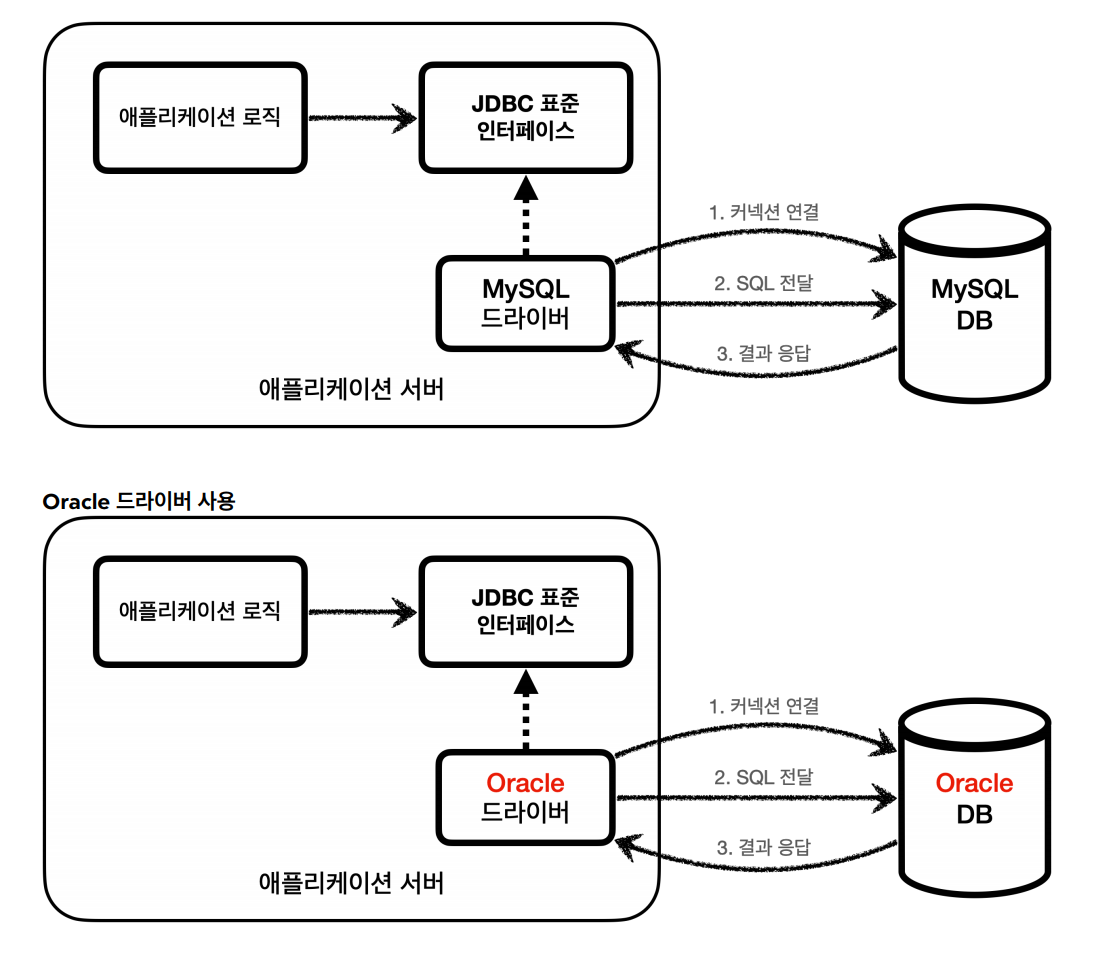 애플리케이션 로직
JDBC 표준
인터페이스
1. 커넥션 연결
MySQL
드라이버
2. SQL 전달
MySQL
DB
3. 결과 응답
애플리케이션 서버
Oracle 드라이버 사용
애플리케이션 로직
JDBC 표준
인터페이스
1. 커넥션 연결
Oracle
드라이버
2. SQL 전달
Oracle
DB
3. 결과 응답
애플리케이션 서버